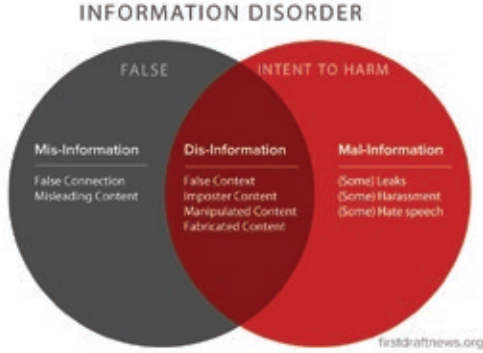 INFORMATION DISORDER
FALSE
INTENT TO HARM
Mis-Information
False Connection
Misleading Content
Dis-Information
False Context
Imposter Content
Manipulated Content
Fabricated Content
Mal-Information
(Some) Leaks
(Some) Harassment
(Some) Hate speech
firstdraftnews.org